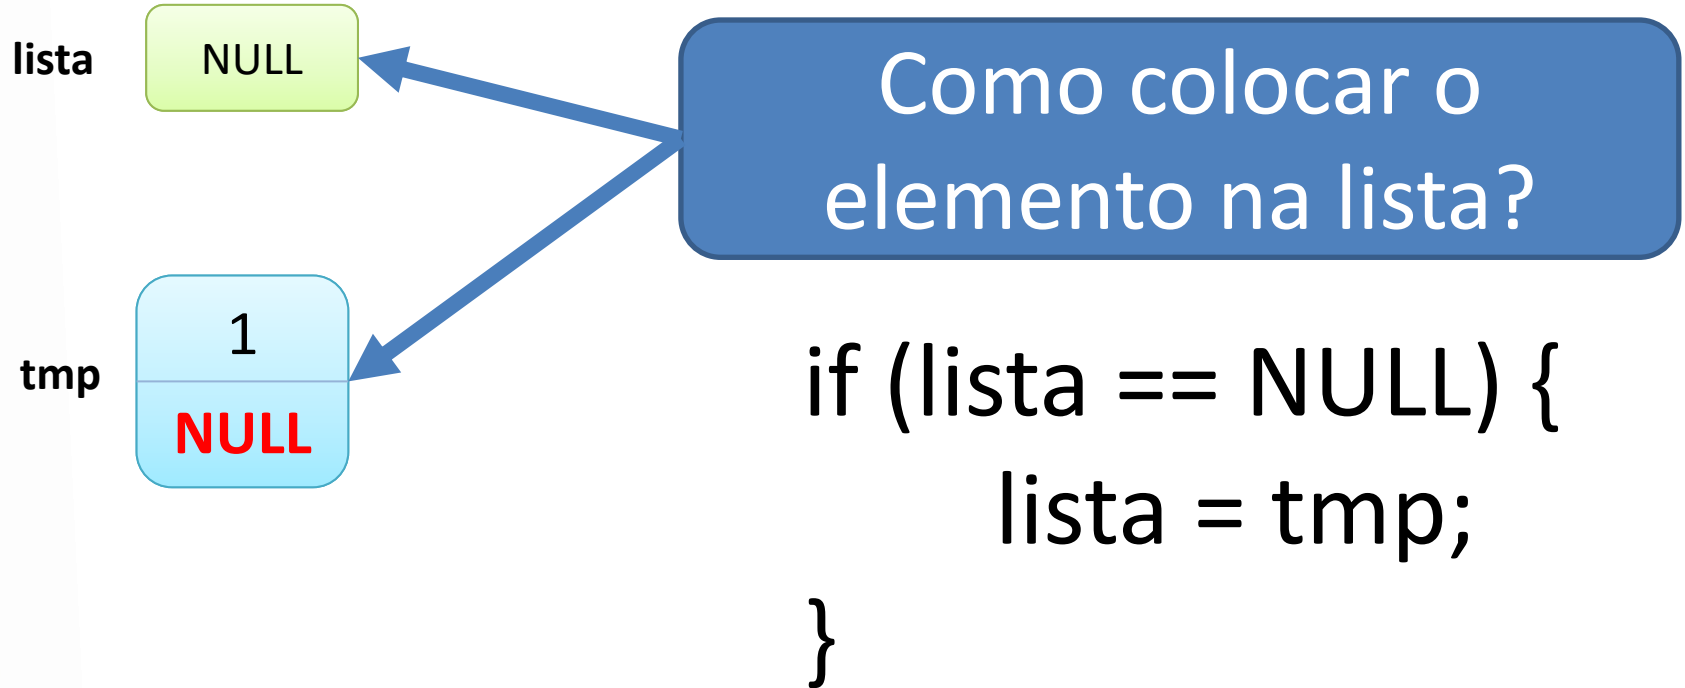 lista
NULL
Como colocar o
elemento na lista?
tmp
1
NULL
if (lista == NULL) {
lista = tmp;
}